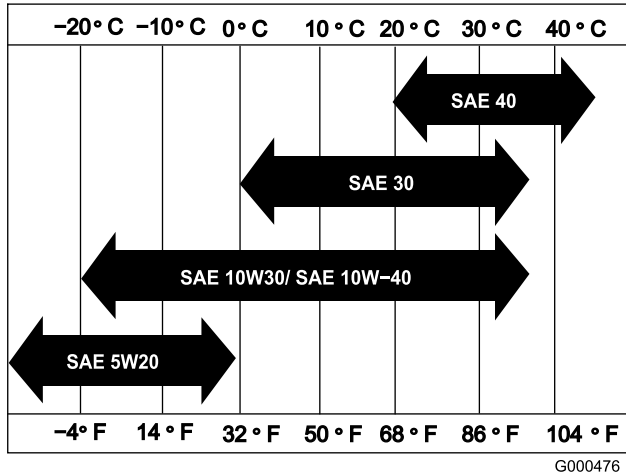 −20° C −10° C 0° C 10° C 20° C 30° C 40° C
SAE 40
SAE 30
SAE 10W30/ SAE 10W−40
SAE 5W20
−4° F 14° F 32° F 50° F 68° F 86° F 104 ° F
G000476